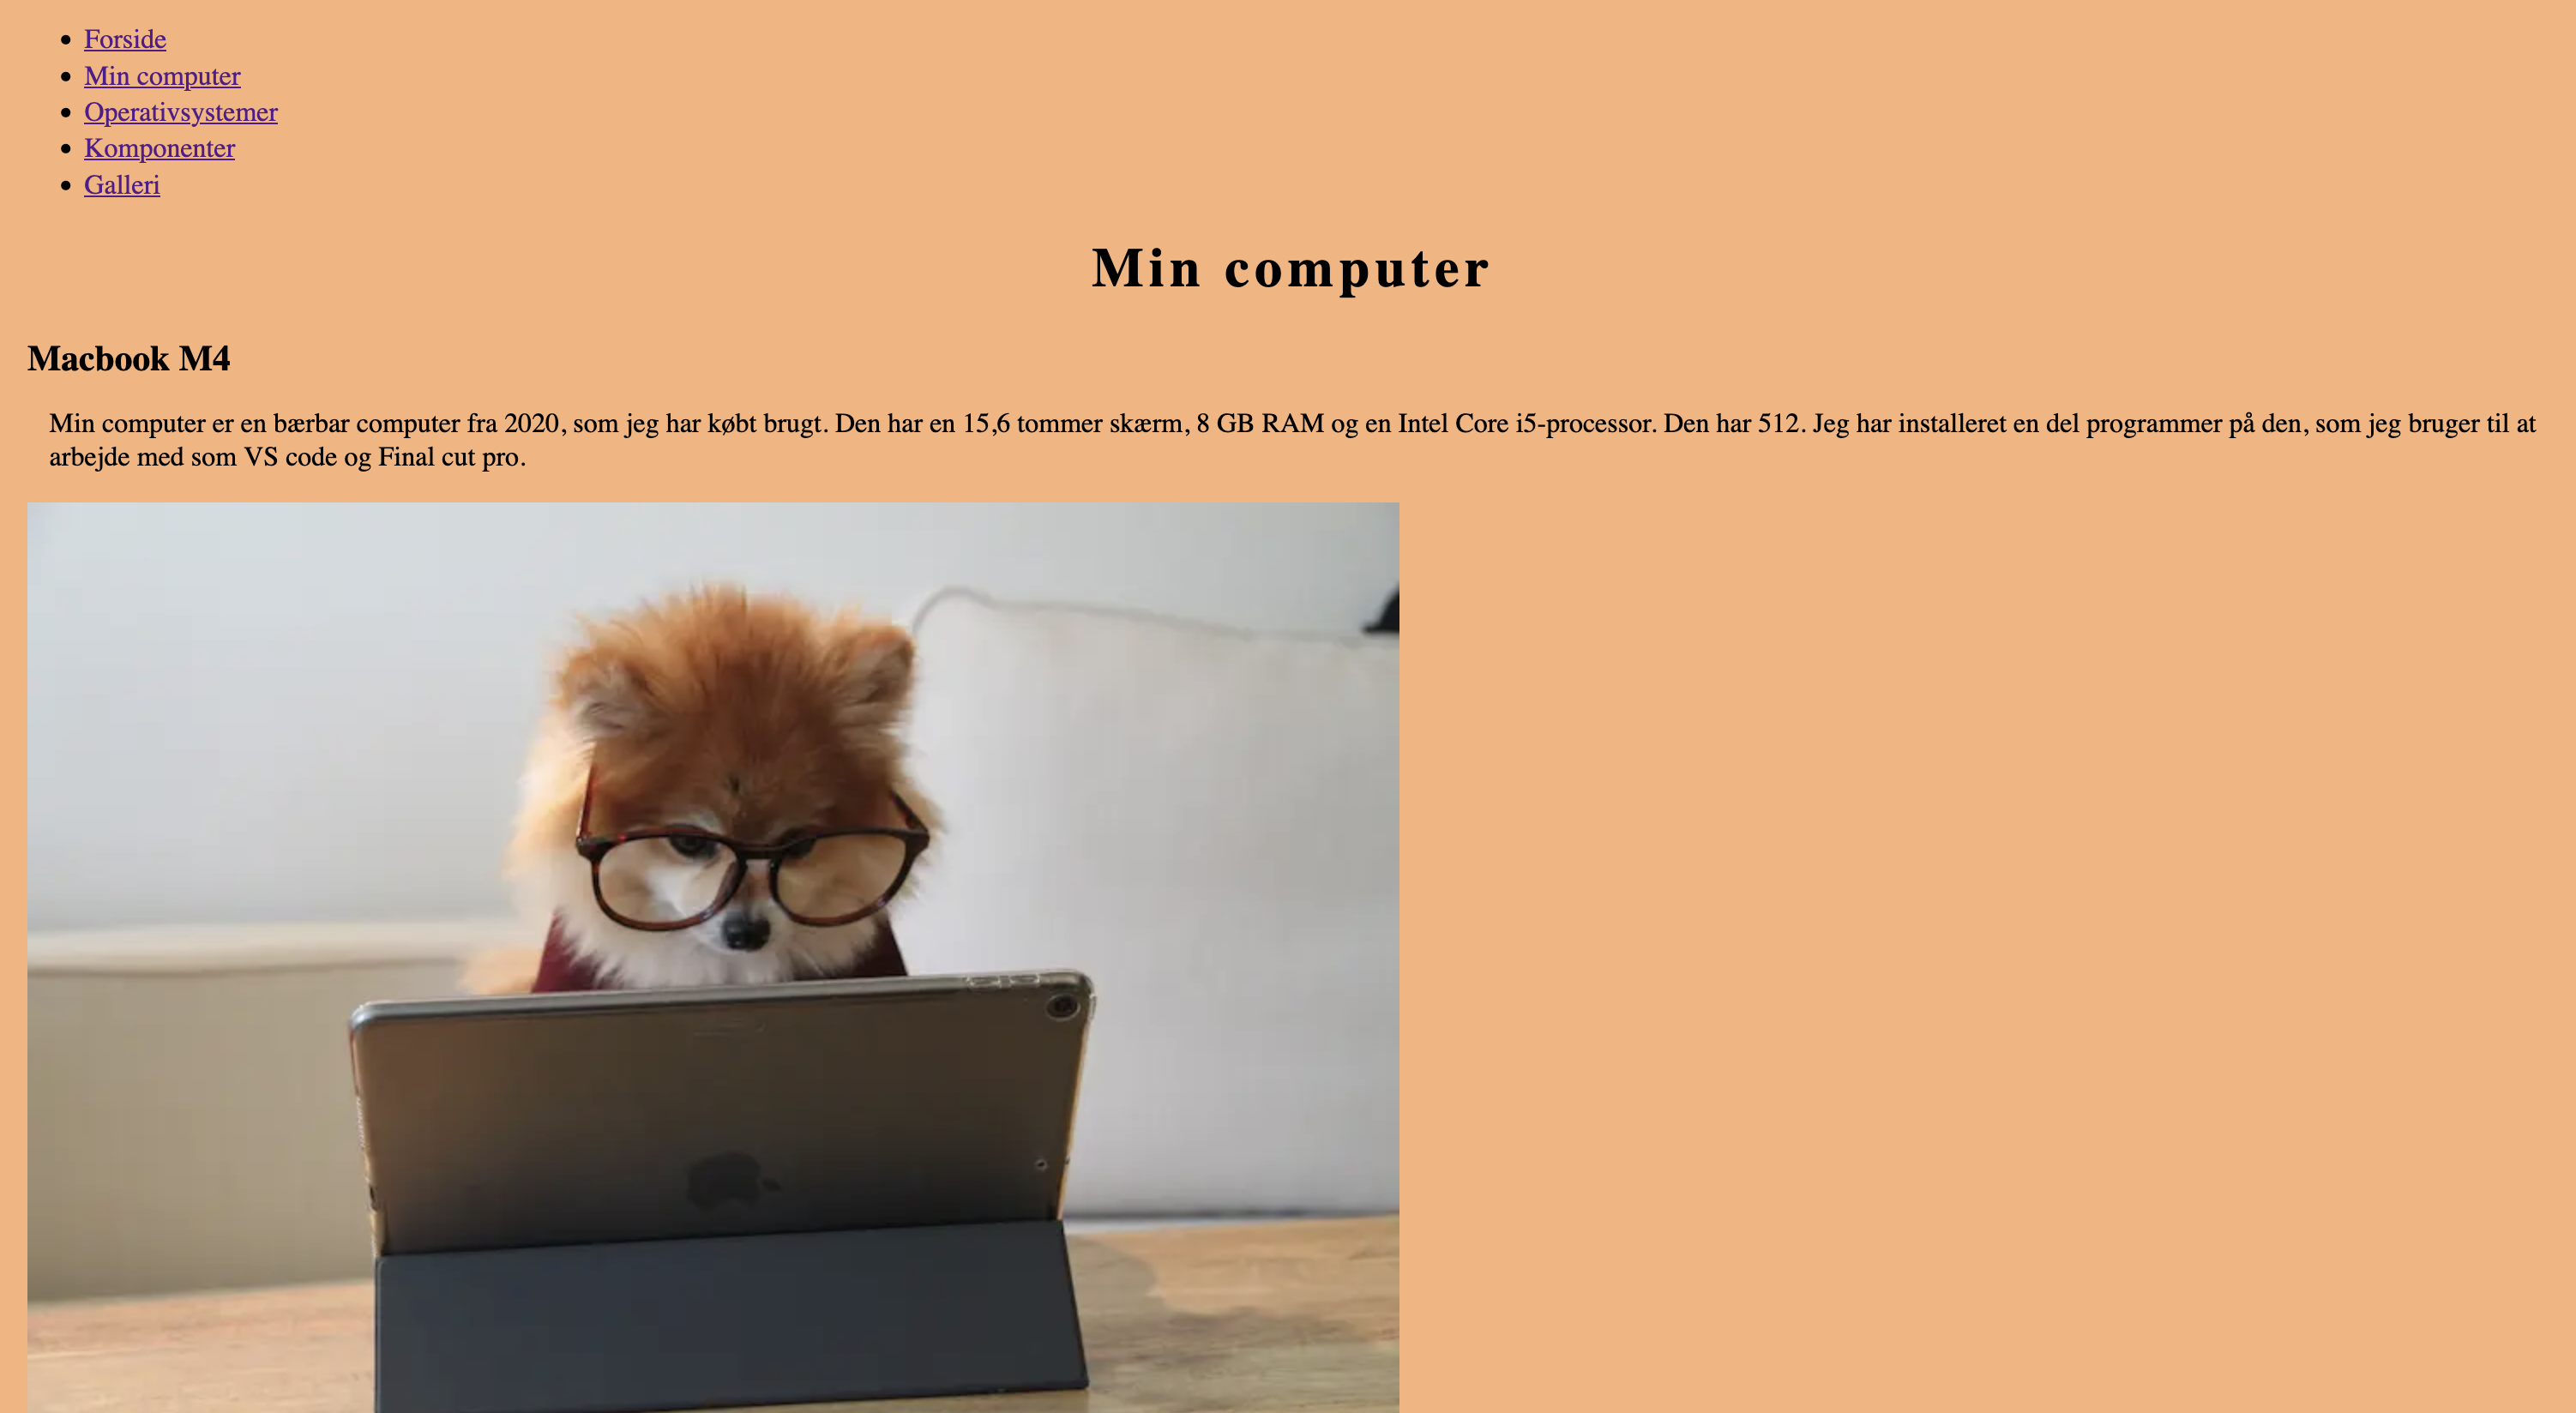 Forside
Min computer
Operativsystemer
Komponenter
Galleri
Min computer
Macbook M4
Min computer er en bærbar computer fra 2020, som jeg har købt brugt. Den har en 15,6 tommer skærm, 8 GB RAM og en Intel Core i5-processor. Den har 512. Jeg har installeret en del programmer på den, som jeg bruger til at
arbejde med som VS code og Final cut pro.